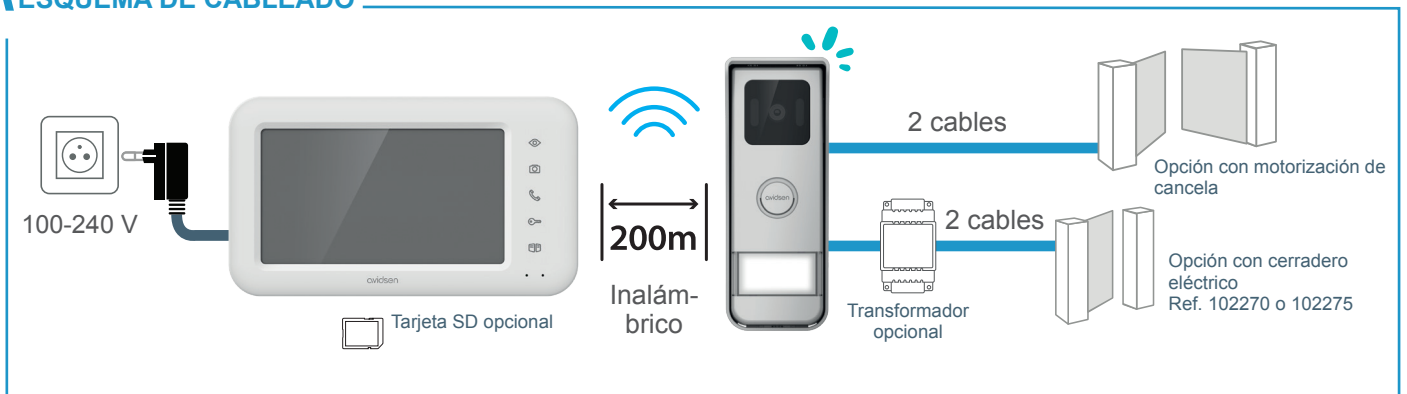 ESQUEMA DE CABLEADO
100-240 V
avidsen
Tarjeta SD opcional
200m
Inalám-
brico
avidsen
2 cables
Opción con motorización de
cancela
2 cables
Transformador
opcional
Opción con cerradero
eléctrico
Ref. 102270 o 102275